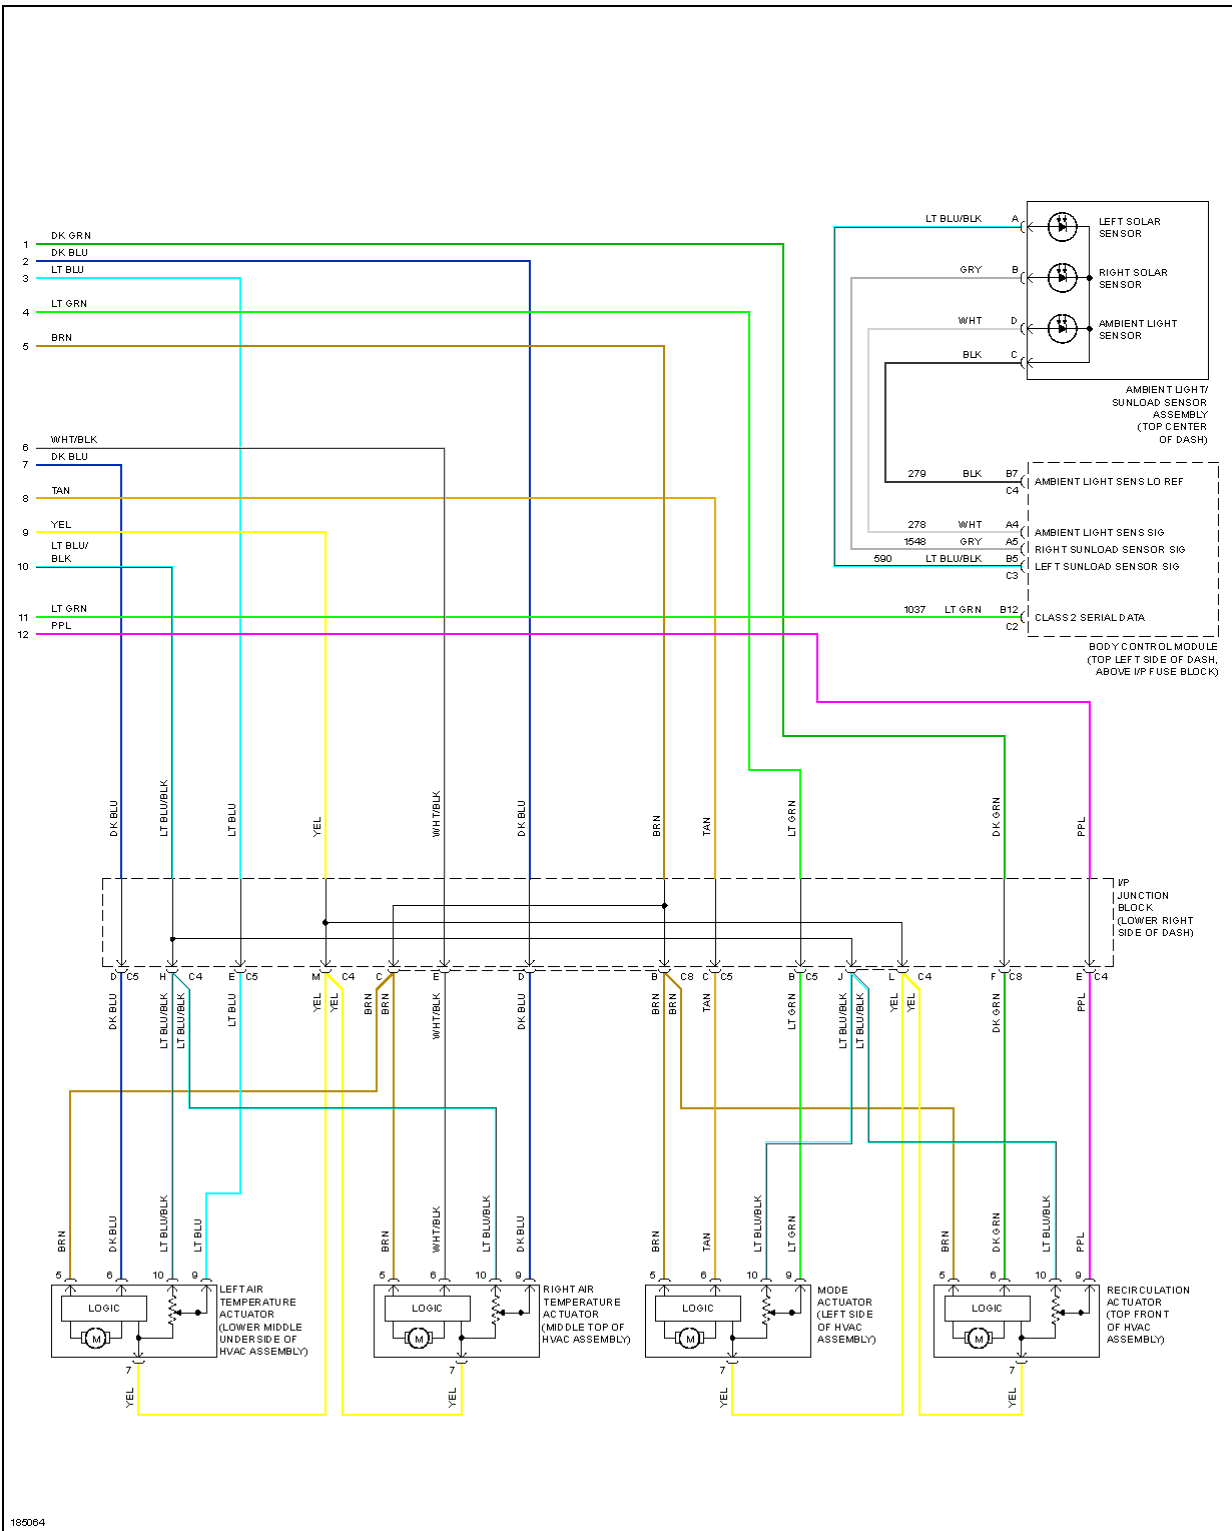 LT BLU/BLK A
LEFT SOLAR
SENSOR
GRY B
RIGHT SOLAR
SENSOR
WHT D
AMBIENT LIGHT
SENSOR
BLK C
AMBIENT LIGHT/
SUNLOAD SENSOR
ASSEMBLY
(TOP CENTER
OF DASH)
1 DK GRN
2 DK BLU
3 LT BLU
4 LT GRN
5 BRN
6 WHT/BLK
7 DK BLU
8 TAN
9 YEL
LT BLU/
BLK
10
11 LT GRN
12 PPL
279 BLK B7
C4
AMBIENT LIGHT SENS LO REF
278 WHT A4
AMBIENT LIGHT SENS SIG
1548 GRY A5
RIGHT SUNLOAD SENSOR SIG
590 LT BLU/BLK B5
C3
LEFT SUNLOAD SENSOR SIG
1037 LT GRN B12
C2
CLASS 2 SERIAL DATA
BODY CONTROL MODULE
(TOP LEFT SIDE OF DASH,
ABOVE I/P FUSE BLOCK)
DK BLU
LT BLU/BLK
LT BLU
YEL
WHT/BLK
DK BLU
BRN
TAN
LT GRN
DK GRN
PPL
I/P
JUNCTION
BLOCK
(LOWER RIGHT
SIDE OF DASH)
D C5 H C4 E C5 M C4 C E D B C8 C C5 B C5 J L C4 F C8 E C4
DK BLU
LT BLU/BLK
LT BLU/BLK
LT BLU
YEL
YEL
BRN
BRN
WHT/BLK
DK BLU
BRN
BRN
TAN
LT GRN
LT BLU/BLK
LT BLU/BLK
YEL
YEL
DK GRN
PPL
BRN
DK BLU
LT BLU/BLK
LT BLU
BRN
WHT/BLK
LT BLU/BLK
DK BLU
BRN
TAN
LT BLU/BLK
LT GRN
BRN
DK GRN
LT BLU/BLK
PPL
5 6 10 9 5 6 10 9 5 6 10 9 5 6 10 9
LOGIC
M
LEFT AIR
TEMPERATURE
ACTUATOR
(LOWER MIDDLE
UNDERSIDE OF
HVAC ASSEMBLY)
LOGIC
M
RIGHT AIR
TEMPERATURE
ACTUATOR
(MIDDLE TOP OF
HVAC ASSEMBLY)
LOGIC
M
MODE
ACTUATOR
(LEFT SIDE
OF HVAC
ASSEMBLY)
LOGIC
M
RECIRCULATION
ACTUATOR
(TOP FRONT
OF HVAC
ASSEMBLY)
7 7 7 7
YEL
YEL
YEL
YEL
185064